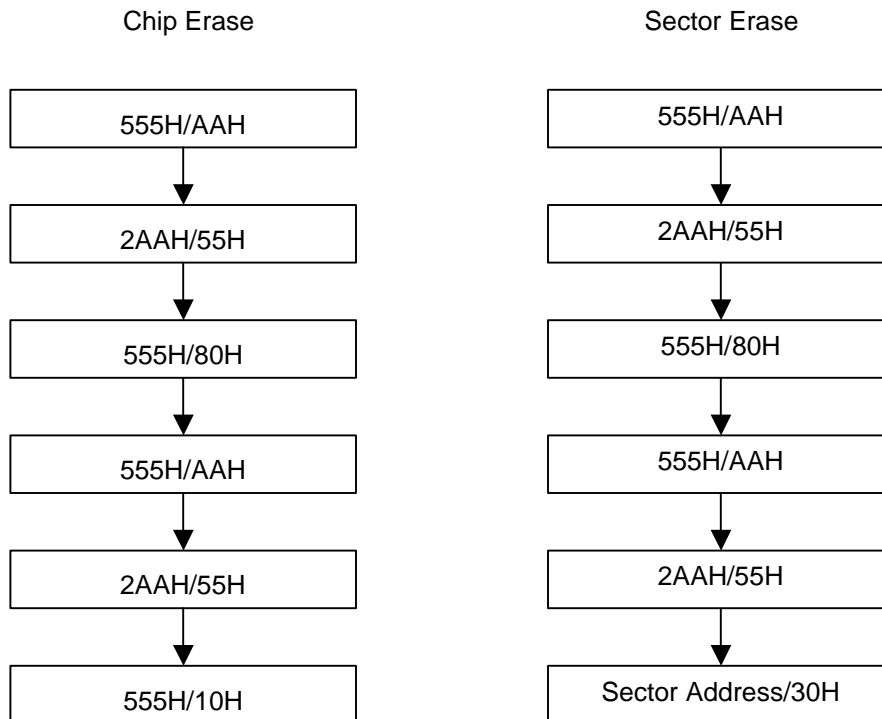 Chip Erase
555H/AAH
2AAH/55H
555H/80H
555H/AAH
2AAH/55H
555H/10H
Sector Erase
555H/AAH
2AAH/55H
555H/80H
555H/AAH
2AAH/55H
Sector Address/30H